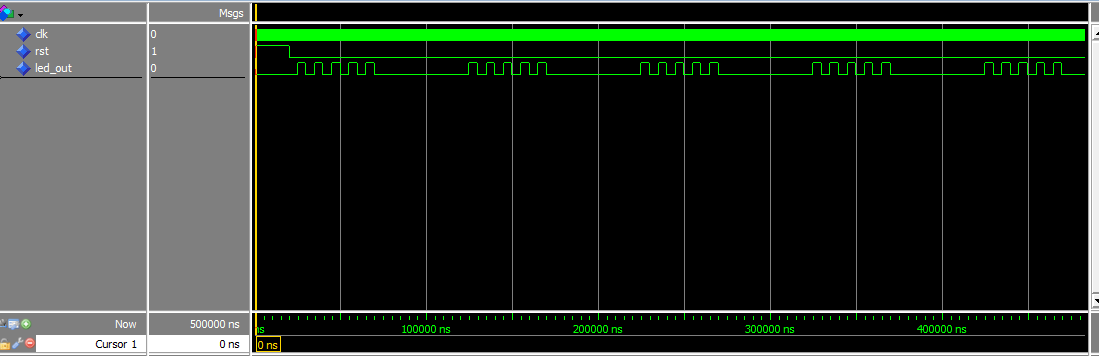 Msgs
clk 0
rst 1
led_out 0
Now 500000 ns
ns 100000 ns 200000 ns 300000 ns 400000 ns
Cursor 1 0 ns 0 ns